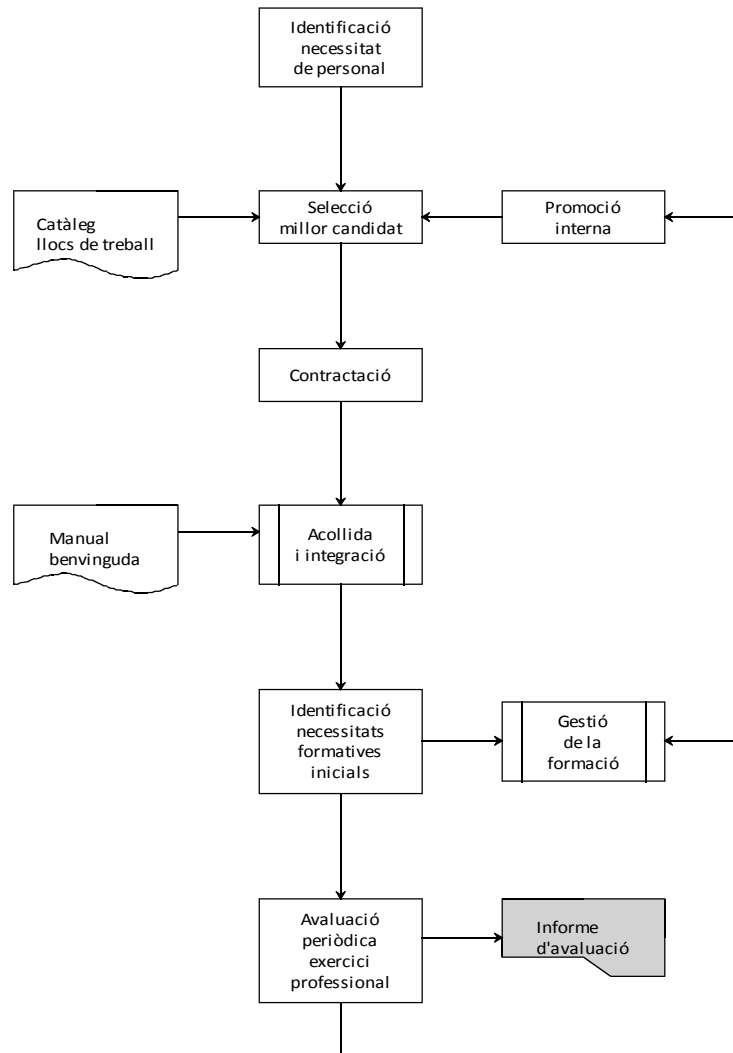 Identificació
necessitat
de personal
Catàleg
llocs de treball
Selecció
millor candidat
Promoció
interna
Contractació
Manual
benvinguda
Acollida
i integració
Identificació
necessitats
formatives
inicials
Gestió
de la
formació
Avaluació
periòdica
exercici
professional
Informe
d'avaluació